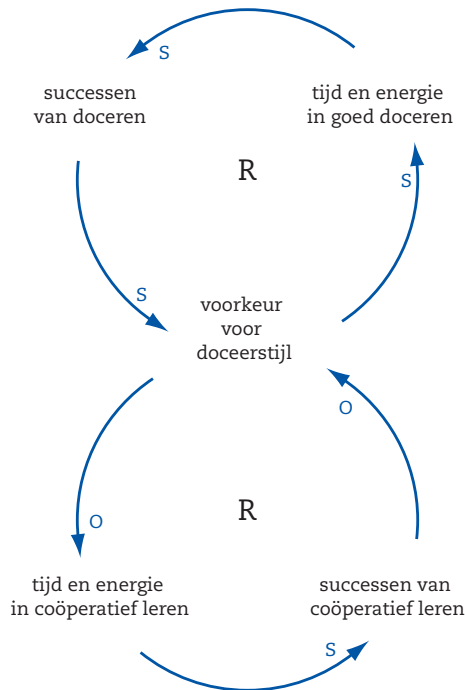 S
successen
van doceren
tijd en energie
in goed doceren
R
S
S
voorkeur
voor
doceerstijl
O
R
O
tijd en energie
in coöperatief leren
successen van
coöperatief leren
S